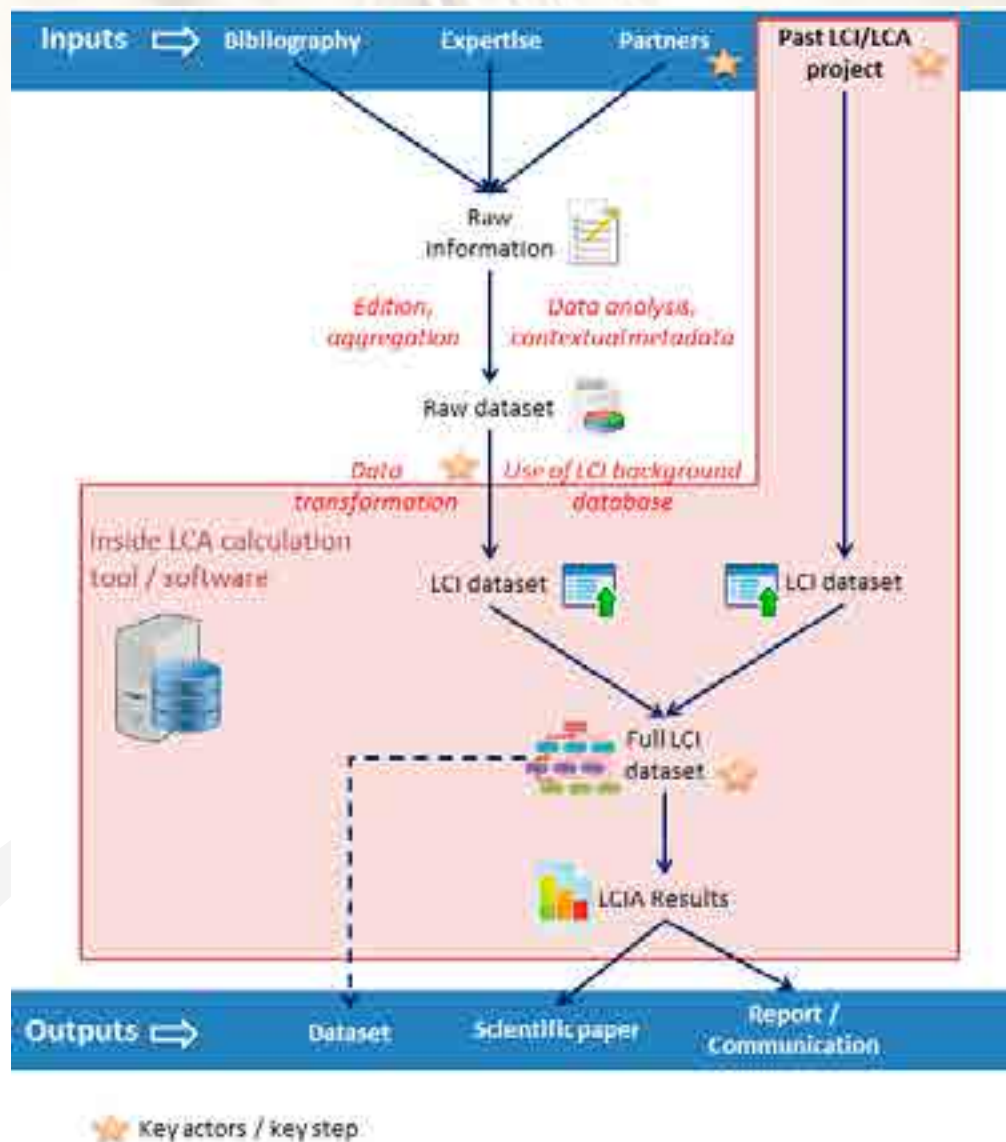 Inputs
Bibliography
Expertise
Partners
Past LCI/LCA
project
Raw
information
Edition,
aggregation
Data analysis,
contextual metadata
Raw dataset
Data
transformation
Use of LCI background
database
Inside LCA calculation
tool / software
LCI dataset
LCI dataset
Full LCI
dataset
LCIA Results
Outputs
Dataset
Scientific paper
Report /
Communication
Key actors / key step